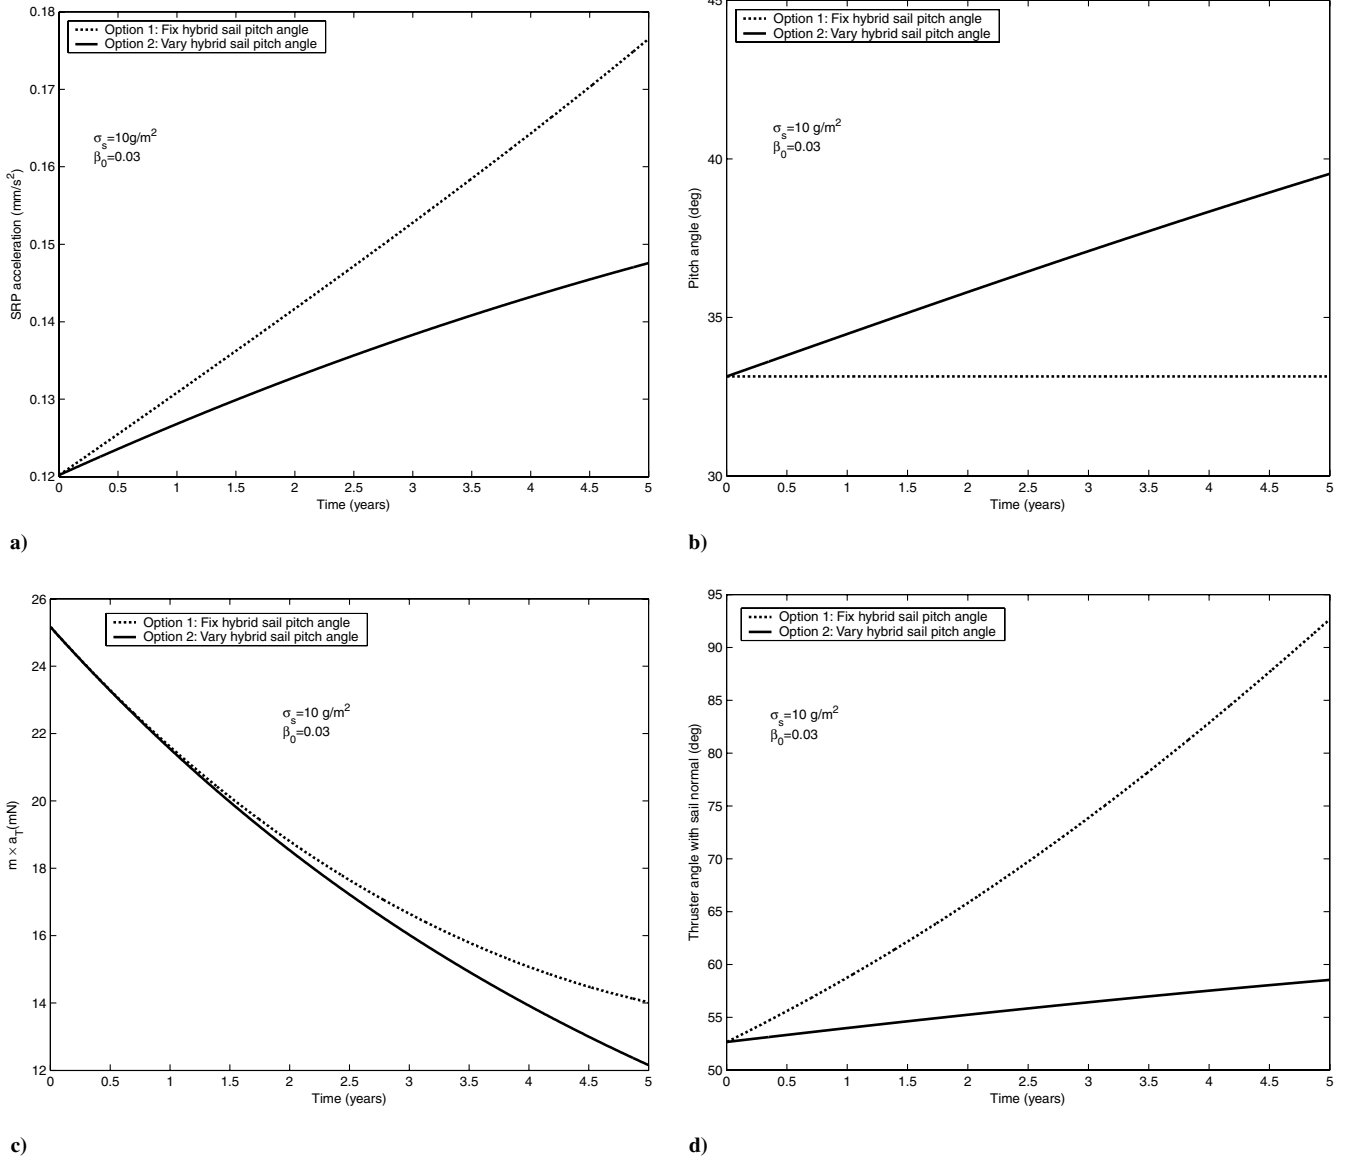 0.18
Option 1: Fix hybrid sail pitch angle
Option 2: Vary hybrid sail pitch angle
0.17
σs=10g/m2
β0=0.03
0.16
0.15
0.14
0.13
0.12
SRP acceleration (mm/s2)
0 0.5 1 1.5 2 2.5 3 3.5 4 4.5 5
Time (years)
a)
45
Option 1: Fix hybrid sail pitch angle
Option 2: Vary hybrid sail pitch angle
σs=10 g/m2
β0=0.03
40
35
30
Pitch angle (deg)
0 0.5 1 1.5 2 2.5 3 3.5 4 4.5 5
Time (years)
b)
26
Option 1: Fix hybrid sail pitch angle
Option 2: Vary hybrid sail pitch angle
24
σs=10 g/m2
β0=0.03
22
20
18
16
14
12
m × aT(mN)
0 0.5 1 1.5 2 2.5 3 3.5 4 4.5 5
Time (years)
c)
95
Option 1: Fix hybrid sail pitch angle
Option 2: Vary hybrid sail pitch angle
90
85
σs=10 g/m2
β0=0.03
80
75
70
65
60
55
50
Thruster angle with sail normal (deg)
0 0.5 1 1.5 2 2.5 3 3.5 4 4.5 5
Time (years)
d)